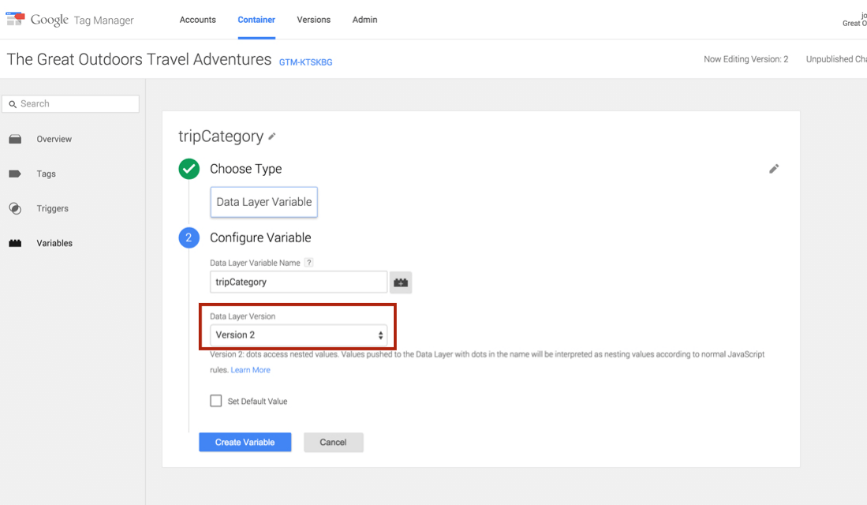 Google Tag Manager Accounts Container Versions Admin
jo
Great O
The Great Outdoors Travel Adventures GTM-KTSKBG Now Editing Version: 2 Unpublished Cha
Search
Overview
Tags
Triggers
Variables
tripCategory
Choose Type
Data Layer Variable
2 Configure Variable
Data Layer Variable Name ?
tripCategory
Data Layer Version
Version 2
Version 2: dots access nested values. Values pushed to the Data Layer with dots in the name will be interpreted as nesting values according to normal JavaScript
rules. Learn More
Set Default Value
Create Variable Cancel